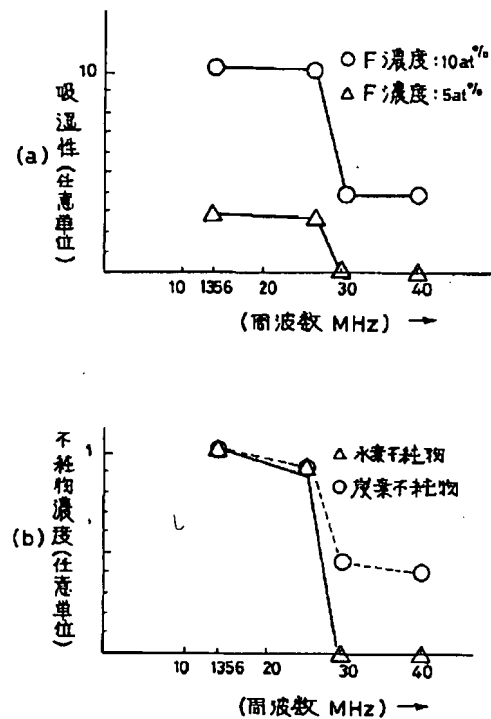 (a)
吸湿性(任意単位)
10
○ F濃度:10at%
△ F濃度:5at%
10 1356 20 30 40
(周波数 MHz) →
(b)
不純物濃度(任意単位)
1
△ 水素不純物
○ 炭素不純物
10 1356 20 30 40
(周波数 MHz) →